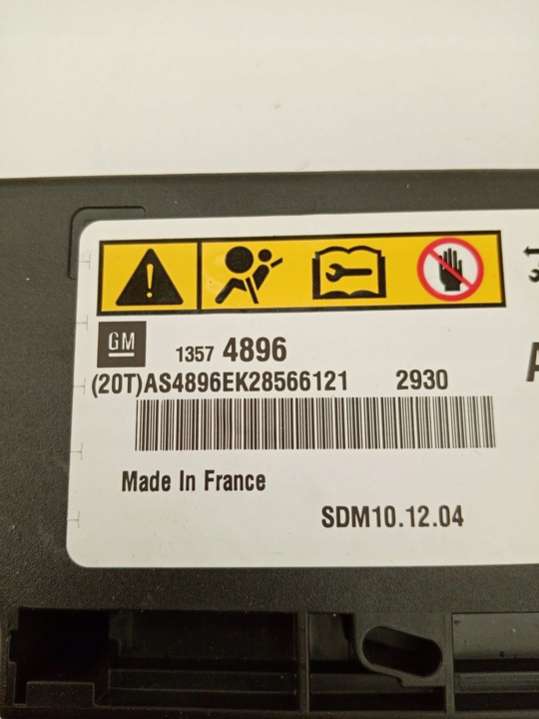 GM
1357 4896
(20T)AS4896EK28566121 2930
Made In France
SDM10.12.04